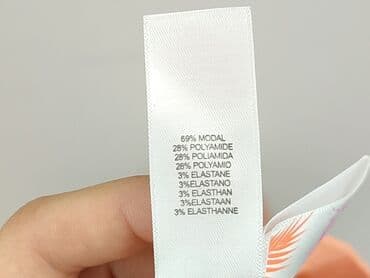 69% MODAL
28% POLYAMIDE
28% POLIAMIDA
28% POLYAMID
3% ELASTANE
3%ELASTANO
3% ELASTHAN
3%ELASTAAN
3% ELASTHANNE